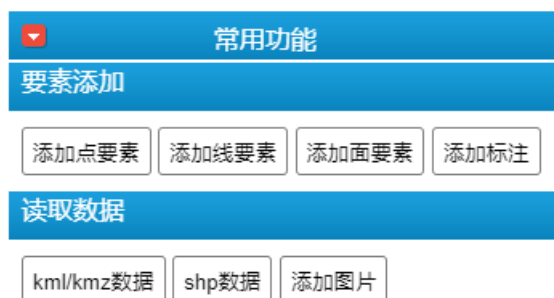 常用功能
要素添加
添加点要素 添加线要素 添加面要素 添加标注
读取数据
kml/kmz数据 shp数据 添加图片